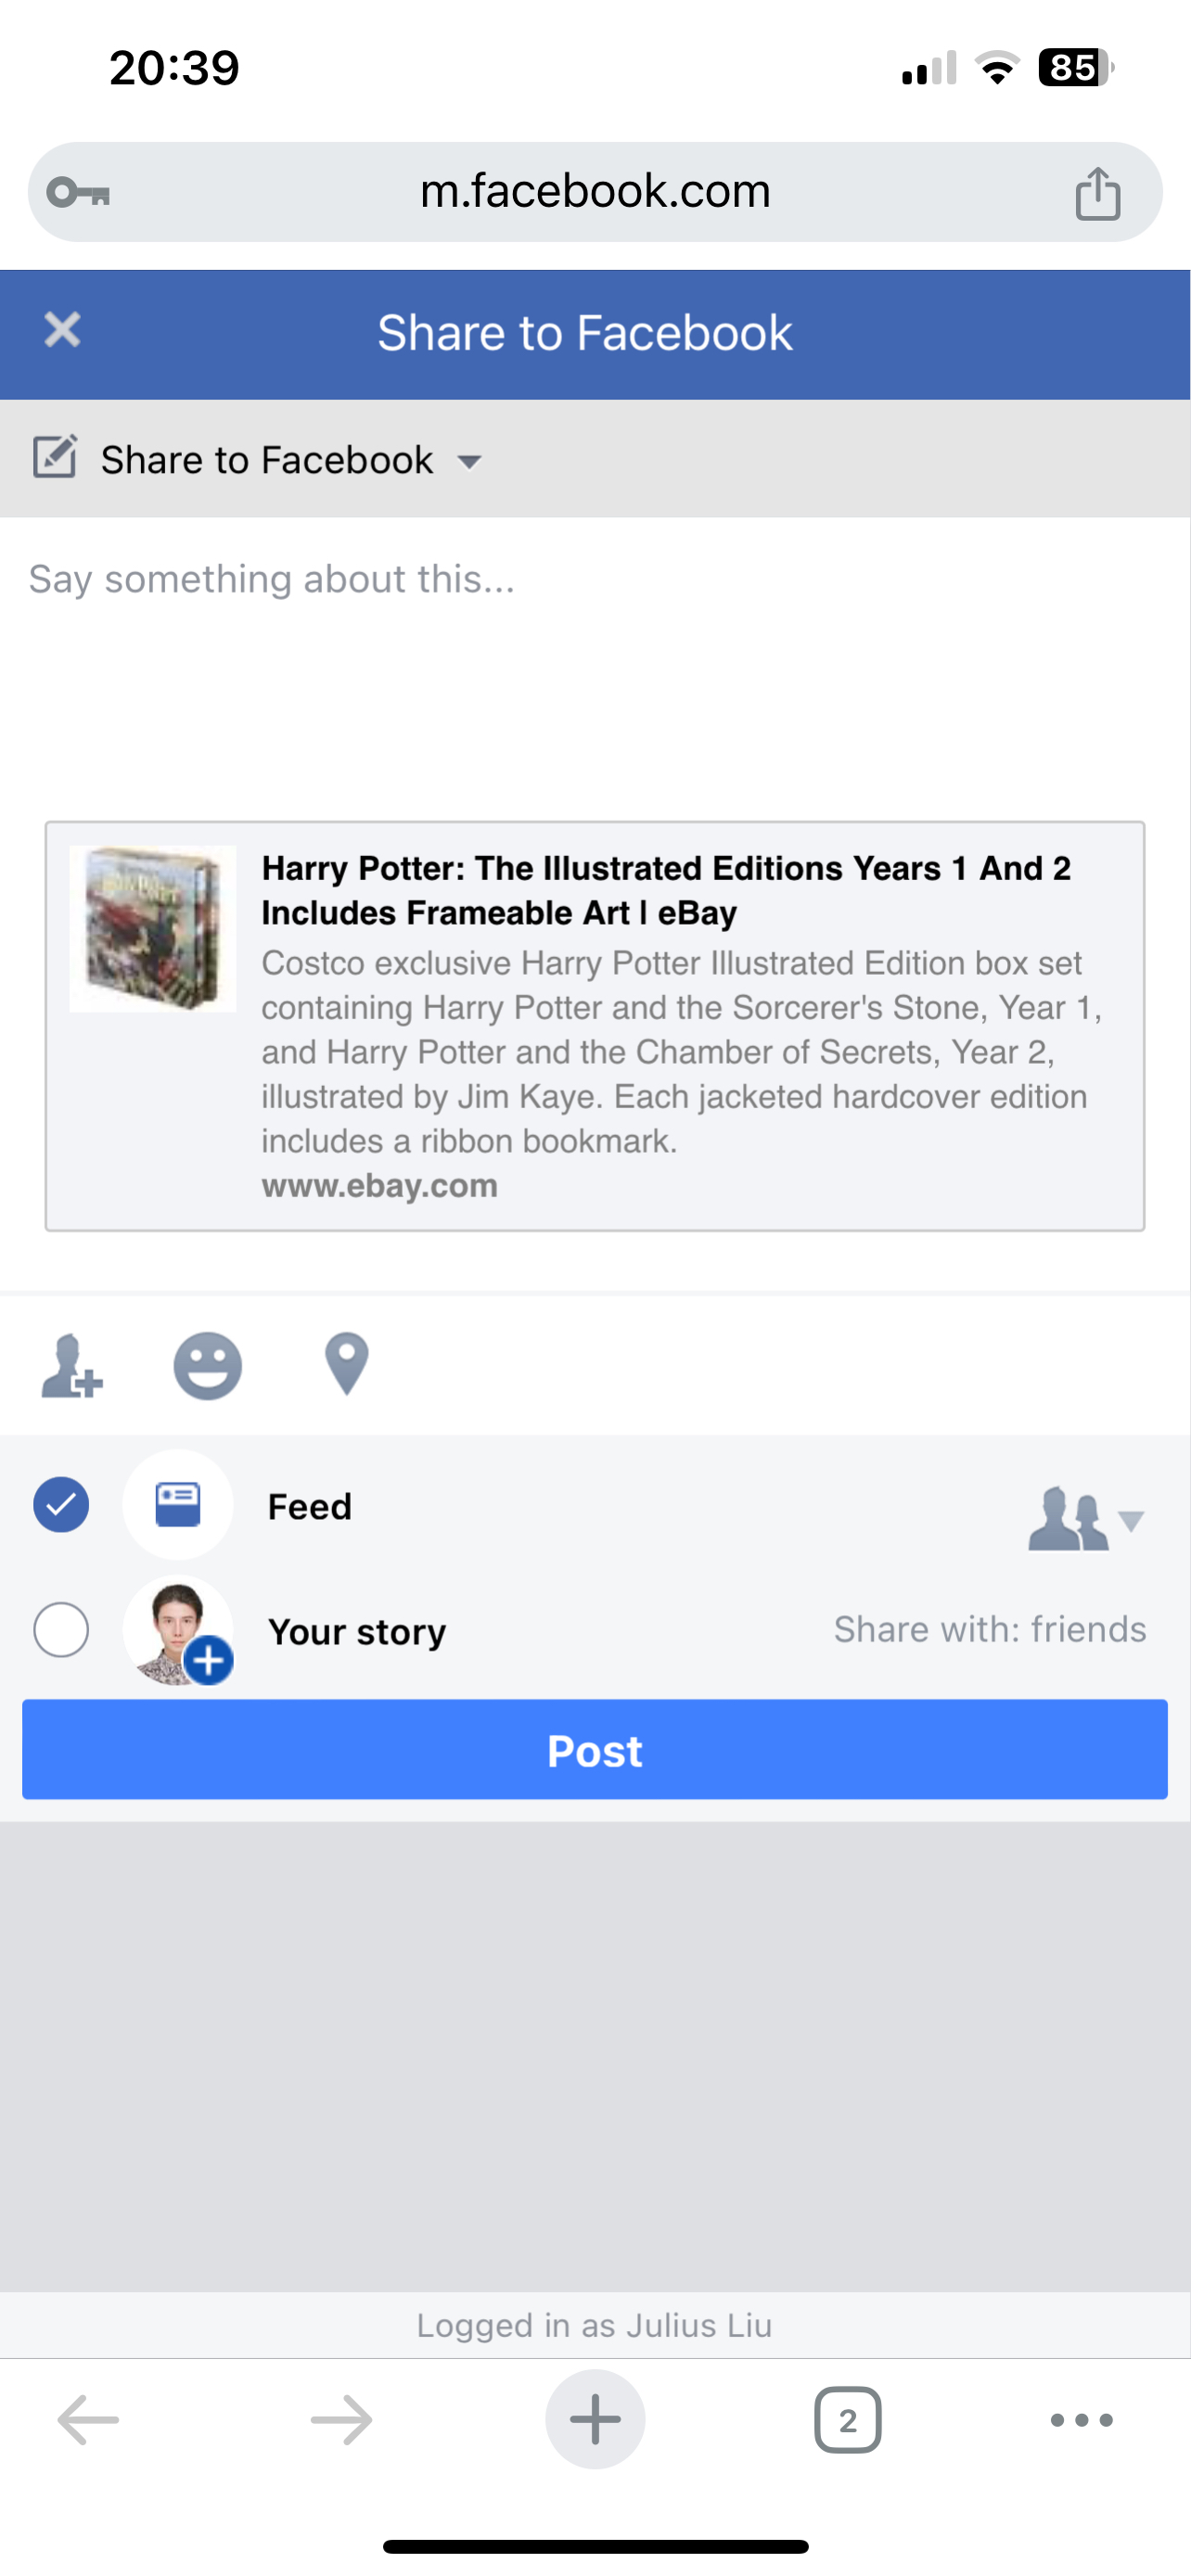 20:39
85
m.facebook.com
Share to Facebook
Share to Facebook
Say something about this...
Harry Potter: The Illustrated Editions Years 1 And 2
Includes Frameable Art | eBay
Costco exclusive Harry Potter Illustrated Edition box set
containing Harry Potter and the Sorcerer's Stone, Year 1,
and Harry Potter and the Chamber of Secrets, Year 2,
illustrated by Jim Kaye. Each jacketed hardcover edition
includes a ribbon bookmark.
www.ebay.com
Feed
Your story
Share with: friends
Post
Logged in as Julius Liu
2